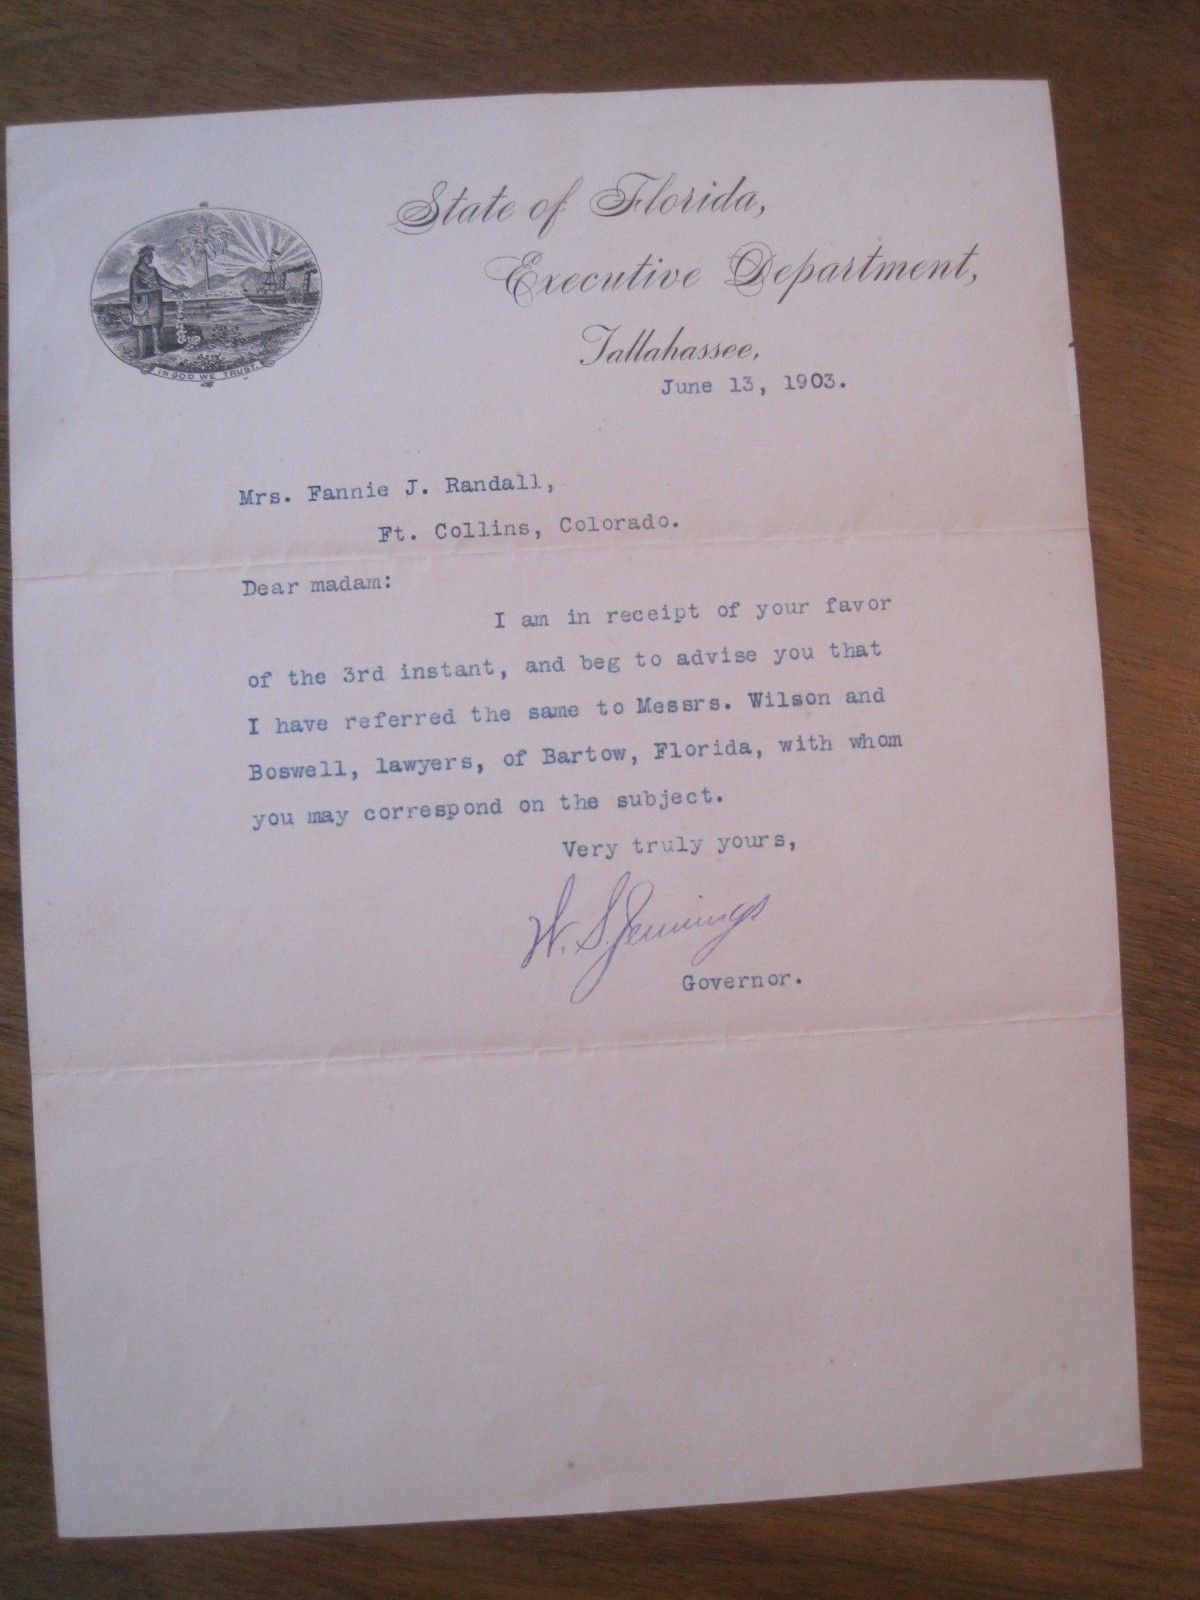 State of Florida,
Executive Department,
Tallahassee,
June 13, 1903.
IN GOD WE TRUST.
Mrs. Fannie J. Randall,
Ft. Collins, Colorado.
Dear madam:
I am in receipt of your favor
of the 3rd instant, and beg to advise you that
I have referred the same to Messrs. Wilson and
Boswell, lawyers, of Bartow, Florida, with whom
you may correspond on the subject.
Very truly yours,
W. S. Jennings
Governor.